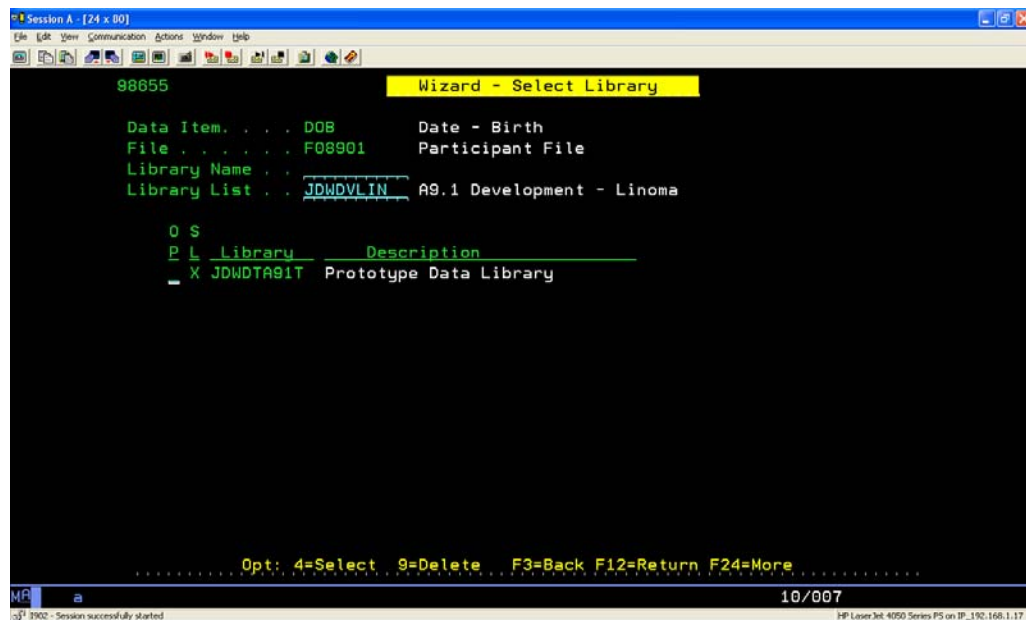 Session A - [24 x 80]
File Edit View Communication Actions Window Help
98655 Wizard - Select Library
Data Item. . . . DOB Date - Birth
File . . . . . . F08901 Participant File
Library Name . .
Library List . . JDWDVLIN A9.1 Development - Linoma
O S
P L Library Description
X JDWDTA91T Prototype Data Library
Opt: 4=Select 9=Delete F3=Back F12=Return F24=More
MA a 10/007
I902 - Session successfully started HP LaserJet 4050 Series PS on IP_192.168.1.17